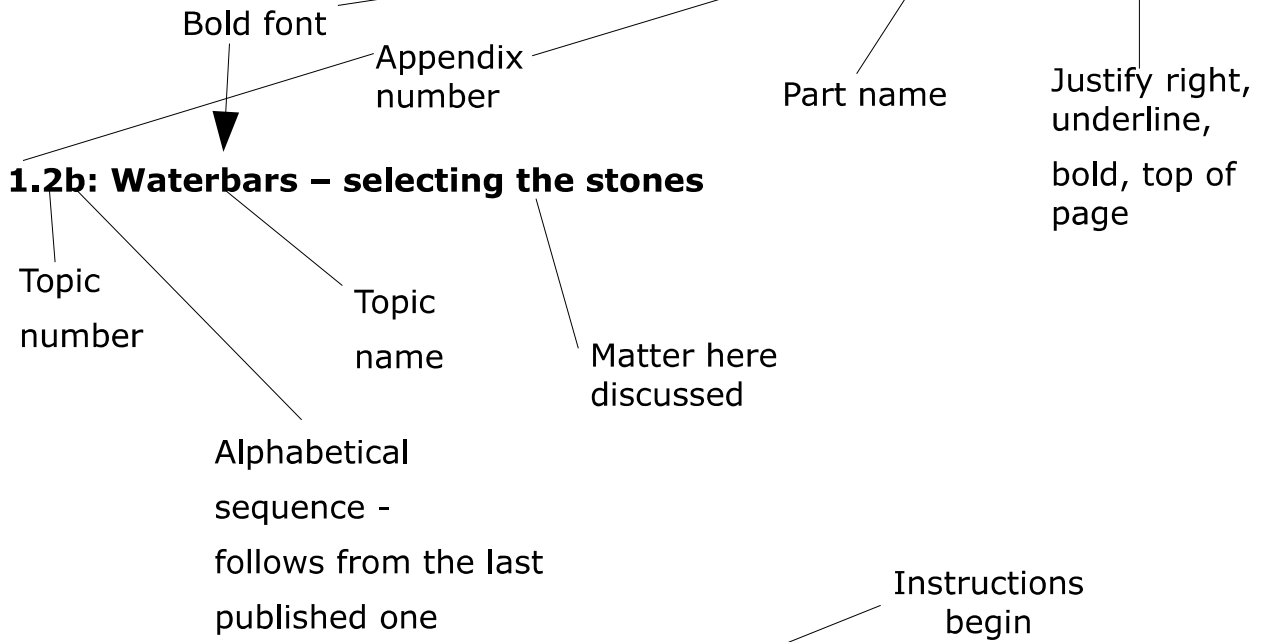 Bold font
Appendix
number
Part name
Justify right,
underline,
bold, top of
page
1.2b: Waterbars – selecting the stones
Topic
number
Topic
name
Matter here
discussed
Alphabetical
sequence -
follows from the last
published one
Instructions
begin